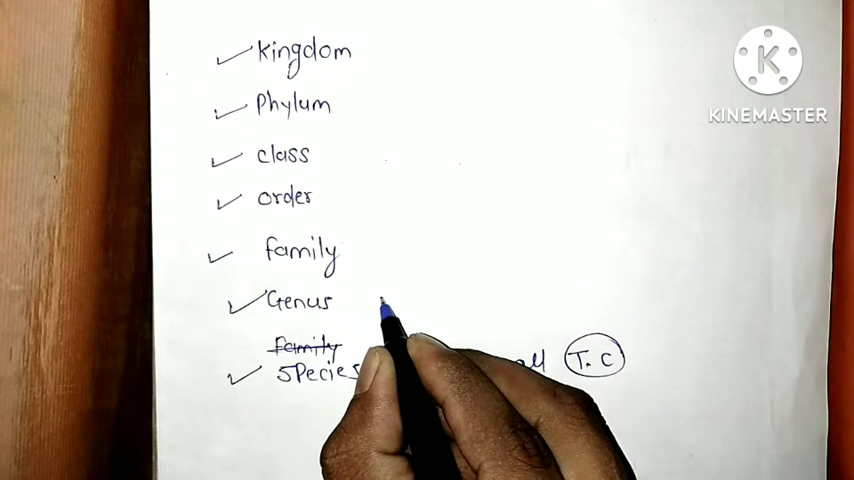 Kingdom
Phylum
class
order
family
Genus
Family
Species T.C
K
KINEMASTER